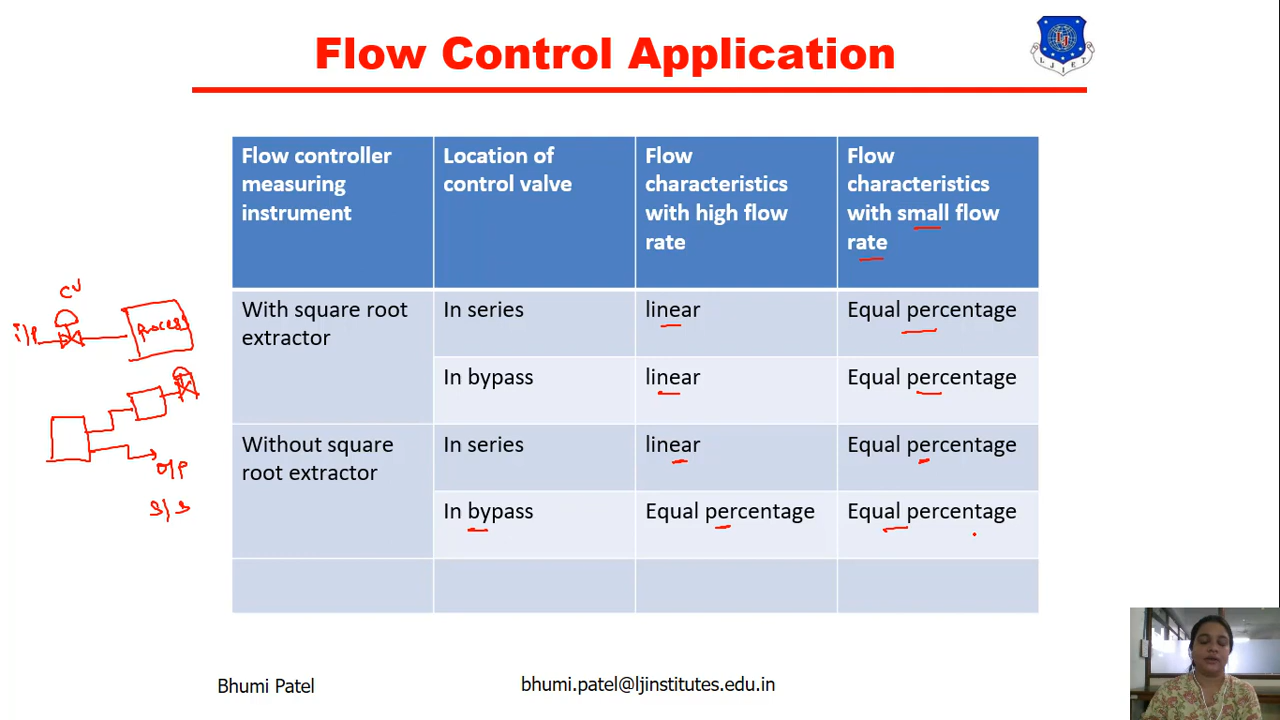 Flow Control Application
LJIET
Flow controller
measuring
instrument
Location of
control valve
Flow
characteristics
with high flow
rate
Flow
characteristics
with small flow
rate
With square root
extractor
In series
linear
Equal percentage
In bypass
linear
Equal percentage
Without square
root extractor
In series
linear
Equal percentage
In bypass
Equal percentage
Equal percentage
CV
i/p
process
o/p
Bhumi Patel
bhumi.patel@ljinstitutes.edu.in